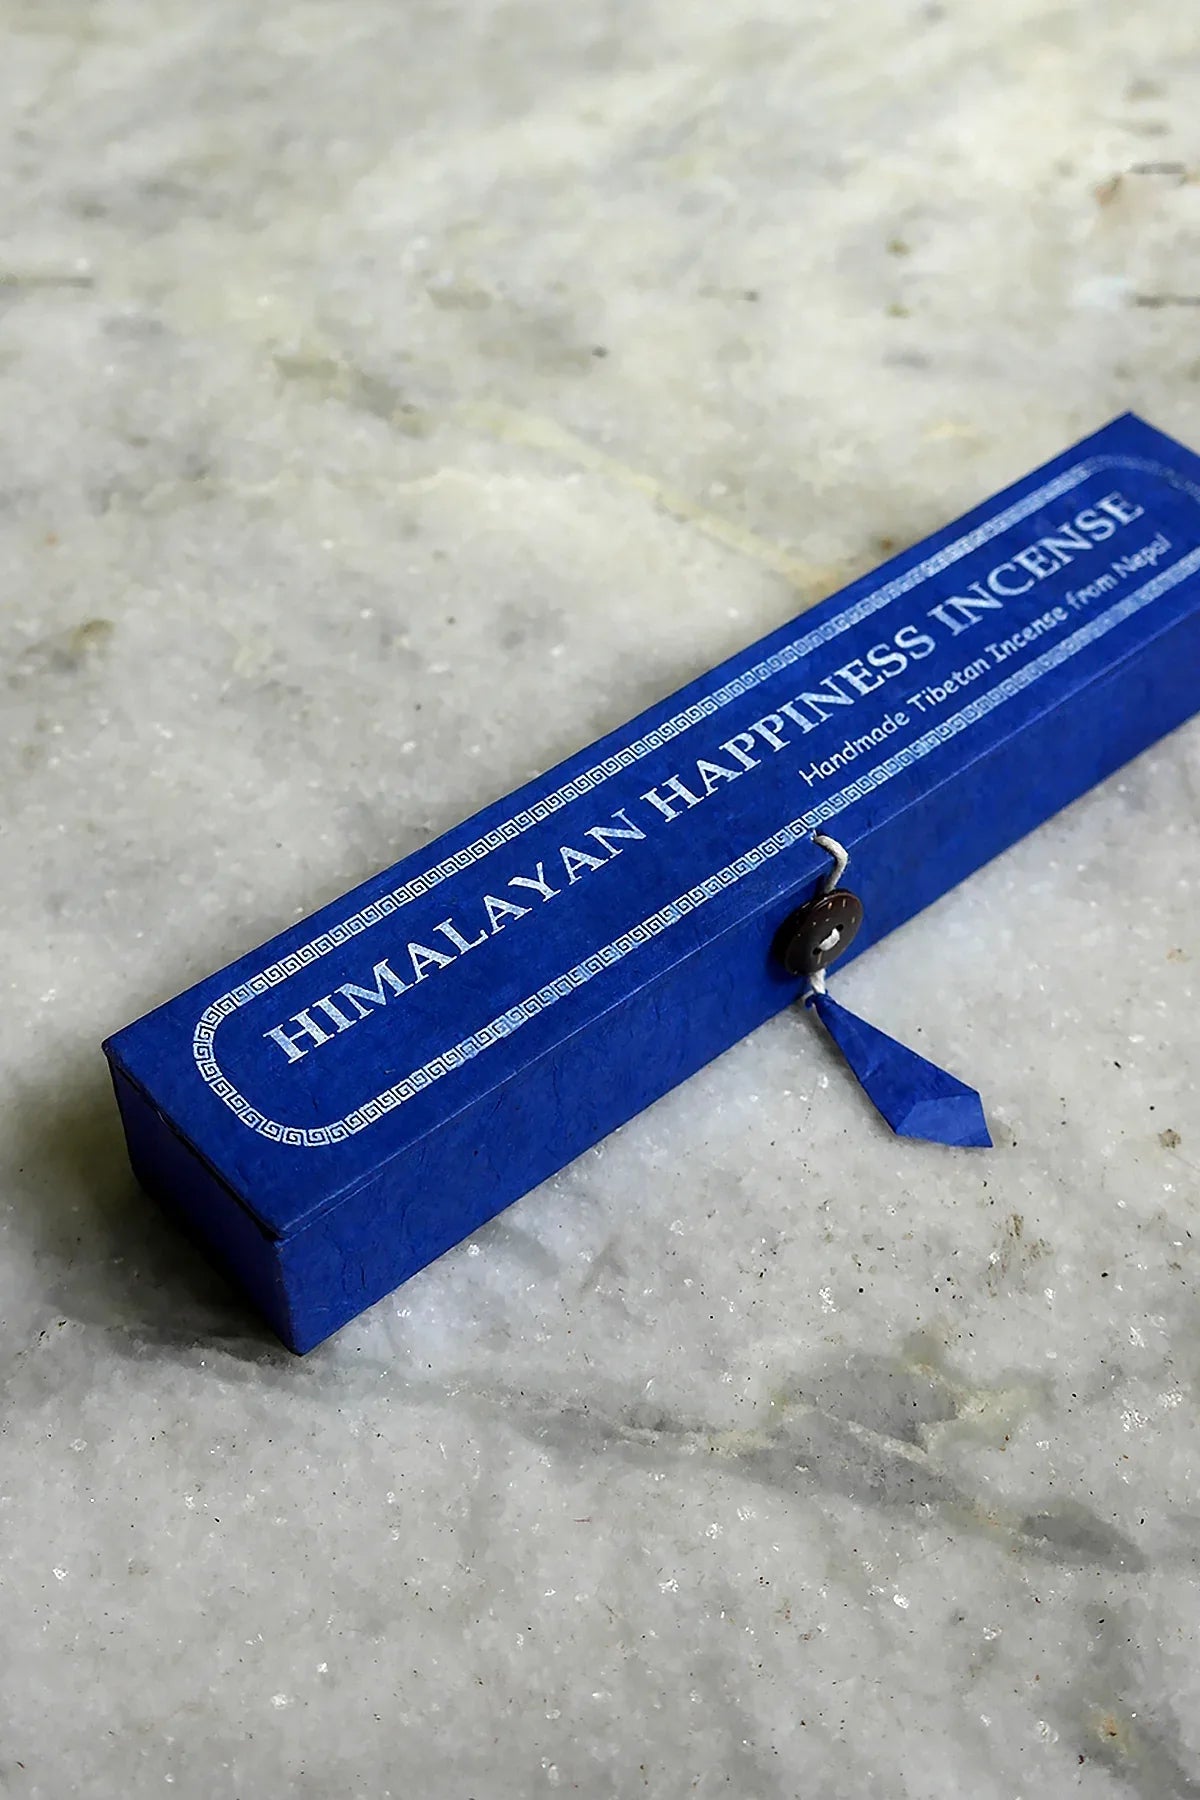 HIMALAYAN HAPPINESS INCENSE
Handmade Tibetan Incense from Nepal